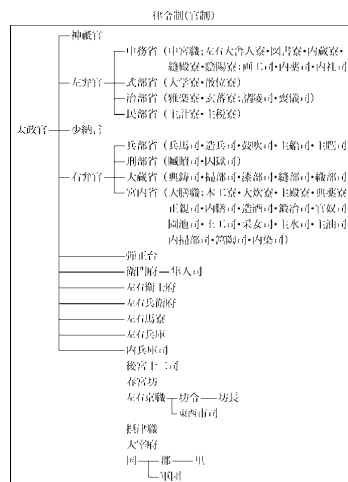 律令制(官制)
神祇官
中務省(中宮職;左右大舎人寮・図書寮・内蔵寮・
縫殿寮・陰陽寮;画工司・内薬司・内礼司)
左弁官 式部省(大学寮・散位寮)
治部省(雅楽寮・玄蕃寮;諸陵司・喪儀司)
民部省(主計寮・主税寮)
太政官 少納言
兵部省(兵馬司・造兵司・鼓吹司・主船司・主鷹司)
刑部省(贓贖司・囚獄司)
右弁官 大蔵省(典鋳司・掃部司・漆部司・縫部司・織部司)
宮内省(大膳職;木工寮・大炊寮・主殿寮・典薬寮
正親司・内膳司・造酒司・鍛冶司・官奴司
園池司・土工司・采女司・主水司・主油司
内掃部司・筥陶司・内染司)
弾正台
衛門府 隼人司
左右衛士府
左右兵衛府
左右馬寮
左右兵庫
内兵庫司
後宮十二司
春宮坊
左右京職 坊令 坊長
東西市司
摂津職
大宰府
国 郡 里
軍団